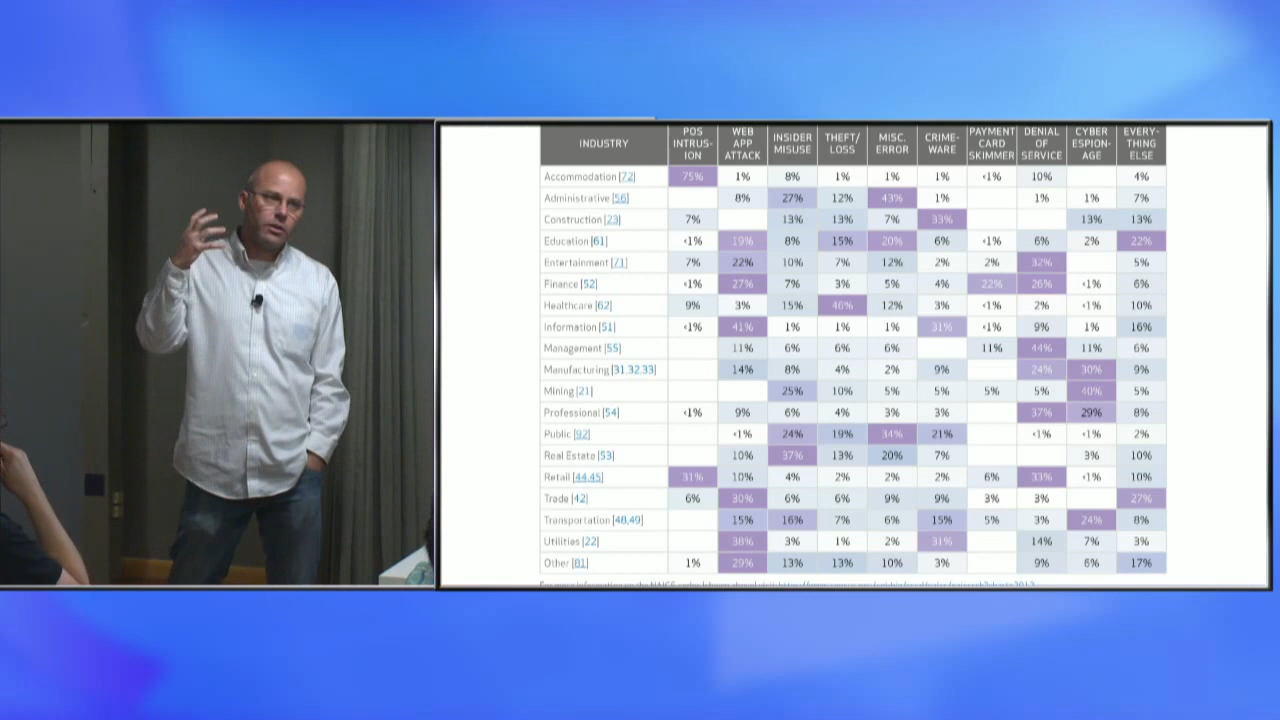 INDUSTRY POS INTRUS-ION WEB APP ATTACK INSIDER MISUSE THEFT/LOSS MISC. ERROR CRIME-WARE PAYMENT CARD SKIMMER DENIAL OF SERVICE CYBER ESPION-AGE EVERY-THING ELSE
Accommodation [72] 75% 1% 8% 1% 1% 1% <1% 10% 4%
Administrative [56] 8% 27% 12% 43% 1% 1% 1% 7%
Construction [23] 7% 13% 13% 7% 33% 13% 13%
Education [61] <1% 19% 8% 15% 20% 6% <1% 6% 2% 22%
Entertainment [71] 7% 22% 10% 7% 12% 2% 2% 32% 5%
Finance [52] <1% 27% 7% 3% 5% 4% 22% 26% <1% 6%
Healthcare [62] 9% 3% 15% 46% 12% 3% <1% 2% <1% 10%
Information [51] <1% 41% 1% 1% 1% 31% <1% 9% 1% 16%
Management [55] 11% 6% 6% 6% 11% 44% 11% 6%
Manufacturing [31,32,33] 14% 8% 4% 2% 9% 24% 30% 9%
Mining [21] 25% 10% 5% 5% 5% 5% 40% 5%
Professional [54] <1% 9% 6% 4% 3% 3% 37% 29% 8%
Public [92] <1% 24% 19% 34% 21% <1% <1% 2%
Real Estate [53] 10% 37% 13% 20% 7% 3% 10%
Retail [44,45] 31% 10% 4% 2% 2% 2% 6% 33% <1% 10%
Trade [42] 6% 30% 6% 6% 9% 9% 3% 3% 27%
Transportation [48,49] 15% 16% 7% 6% 15% 5% 3% 24% 8%
Utilities [22] 38% 3% 1% 2% 31% 14% 7% 3%
Other [81] 1% 29% 13% 13% 10% 3% 9% 6% 17%